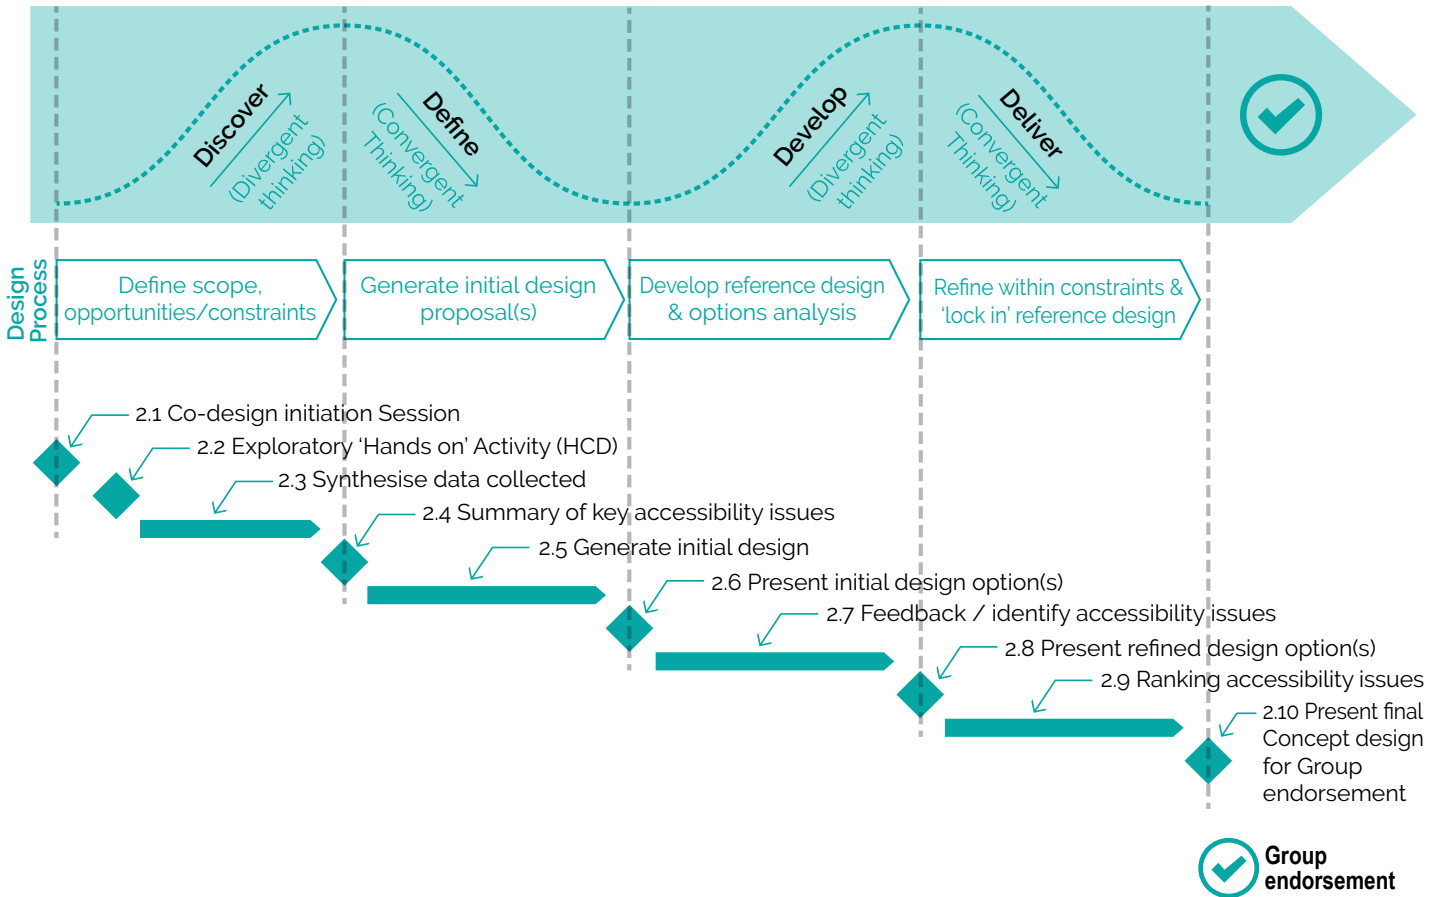 Discover
(Divergent
thinking)
Define
(Convergent
Thinking)
Develop
(Divergent
thinking)
Deliver
(Convergent
Thinking)
Design
Process
Define scope,
opportunities/constraints
Generate initial design
proposal(s)
Develop reference design
& options analysis
Refine within constraints &
‘lock in’ reference design
2.1 Co-design initiation Session
2.2 Exploratory ‘Hands on’ Activity (HCD)
2.3 Synthesise data collected
2.4 Summary of key accessibility issues
2.5 Generate initial design
2.6 Present initial design option(s)
2.7 Feedback / identify accessibility issues
2.8 Present refined design option(s)
2.9 Ranking accessibility issues
2.10 Present final
Concept design
for Group
endorsement
Group
endorsement